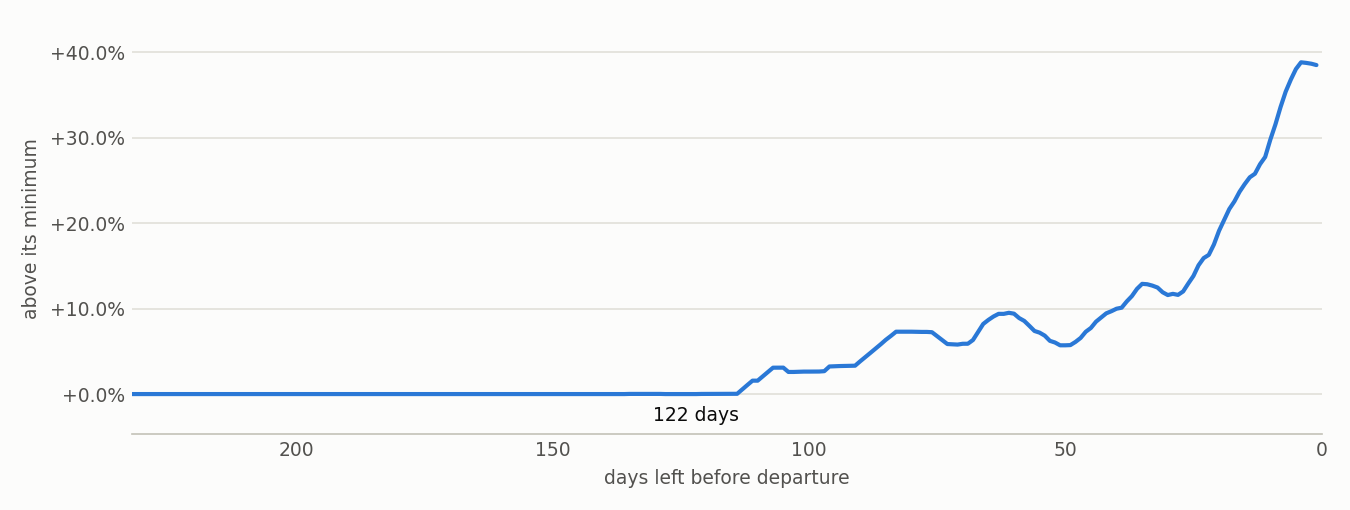 +40.0%
+30.0%
+20.0%
+10.0%
+0.0%
above its minimum
122 days
200 150 100 50 0
days left before departure